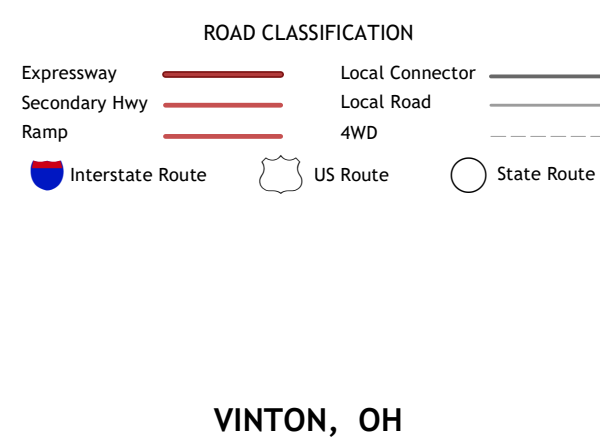 ROAD CLASSIFICATION
Expressway
Local Connector
Secondary Hwy
Local Road
Ramp
4WD
Interstate Route
US Route
State Route
VINTON, OH